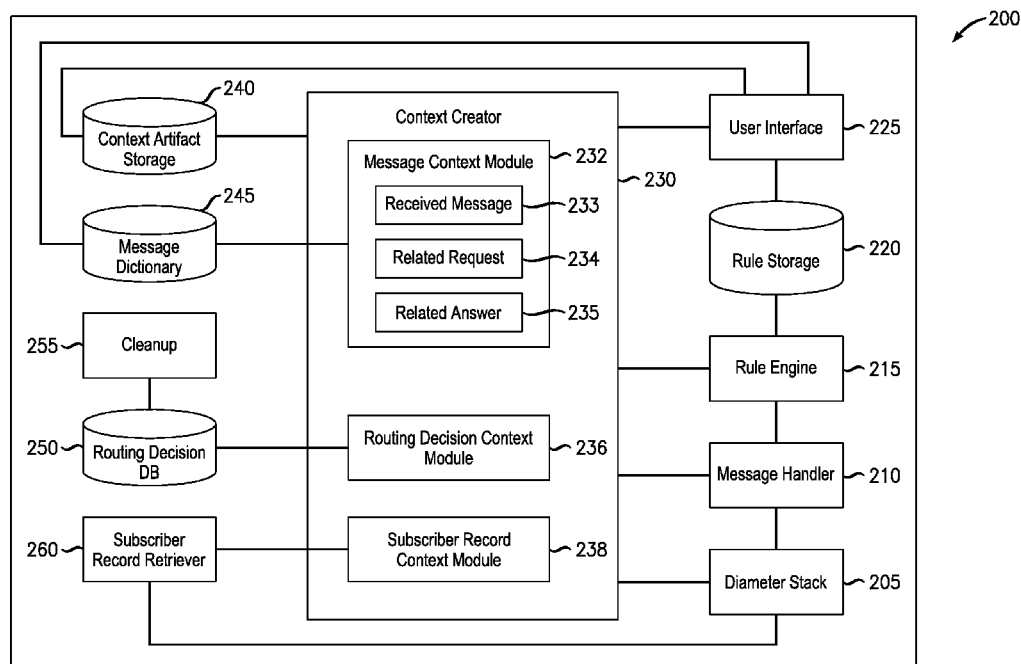 200
240
Context Artifact
Storage
245
Message
Dictionary
255
Cleanup
250
Routing Decision
DB
260
Subscriber
Record Retriever
Context Creator
230
Message Context Module
232
Received Message
233
Related Request
234
Related Answer
235
Routing Decision Context
Module
236
Subscriber Record
Context Module
238
User Interface
225
Rule Storage
220
Rule Engine
215
Message Handler
210
Diameter Stack
205